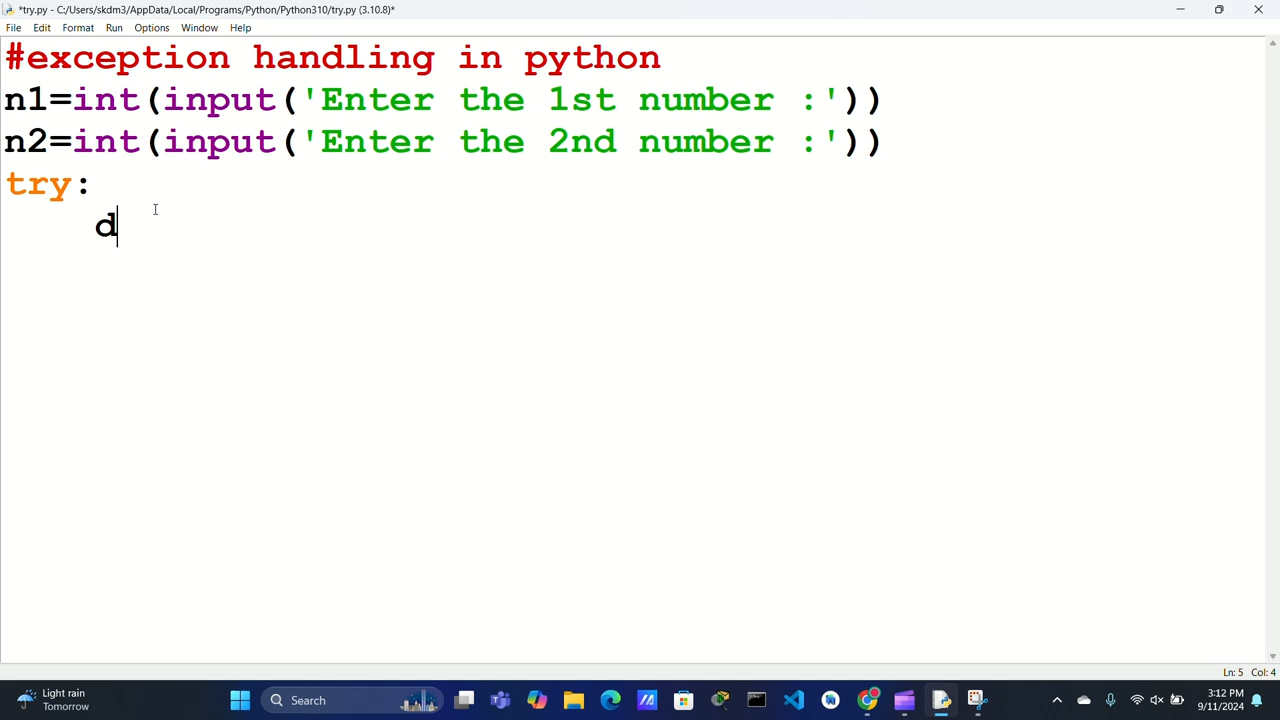 *try.py - C:/Users/skdm3/AppData/Local/Programs/Python/Python310/try.py (3.10.8)*
File Edit Format Run Options Window Help
#exception handling in python
n1=int(input('Enter the 1st number :'))
n2=int(input('Enter the 2nd number :'))
try:
    d
Ln: 5 Col: 4
Light rain
Tomorrow
Search
3:12 PM
9/11/2024